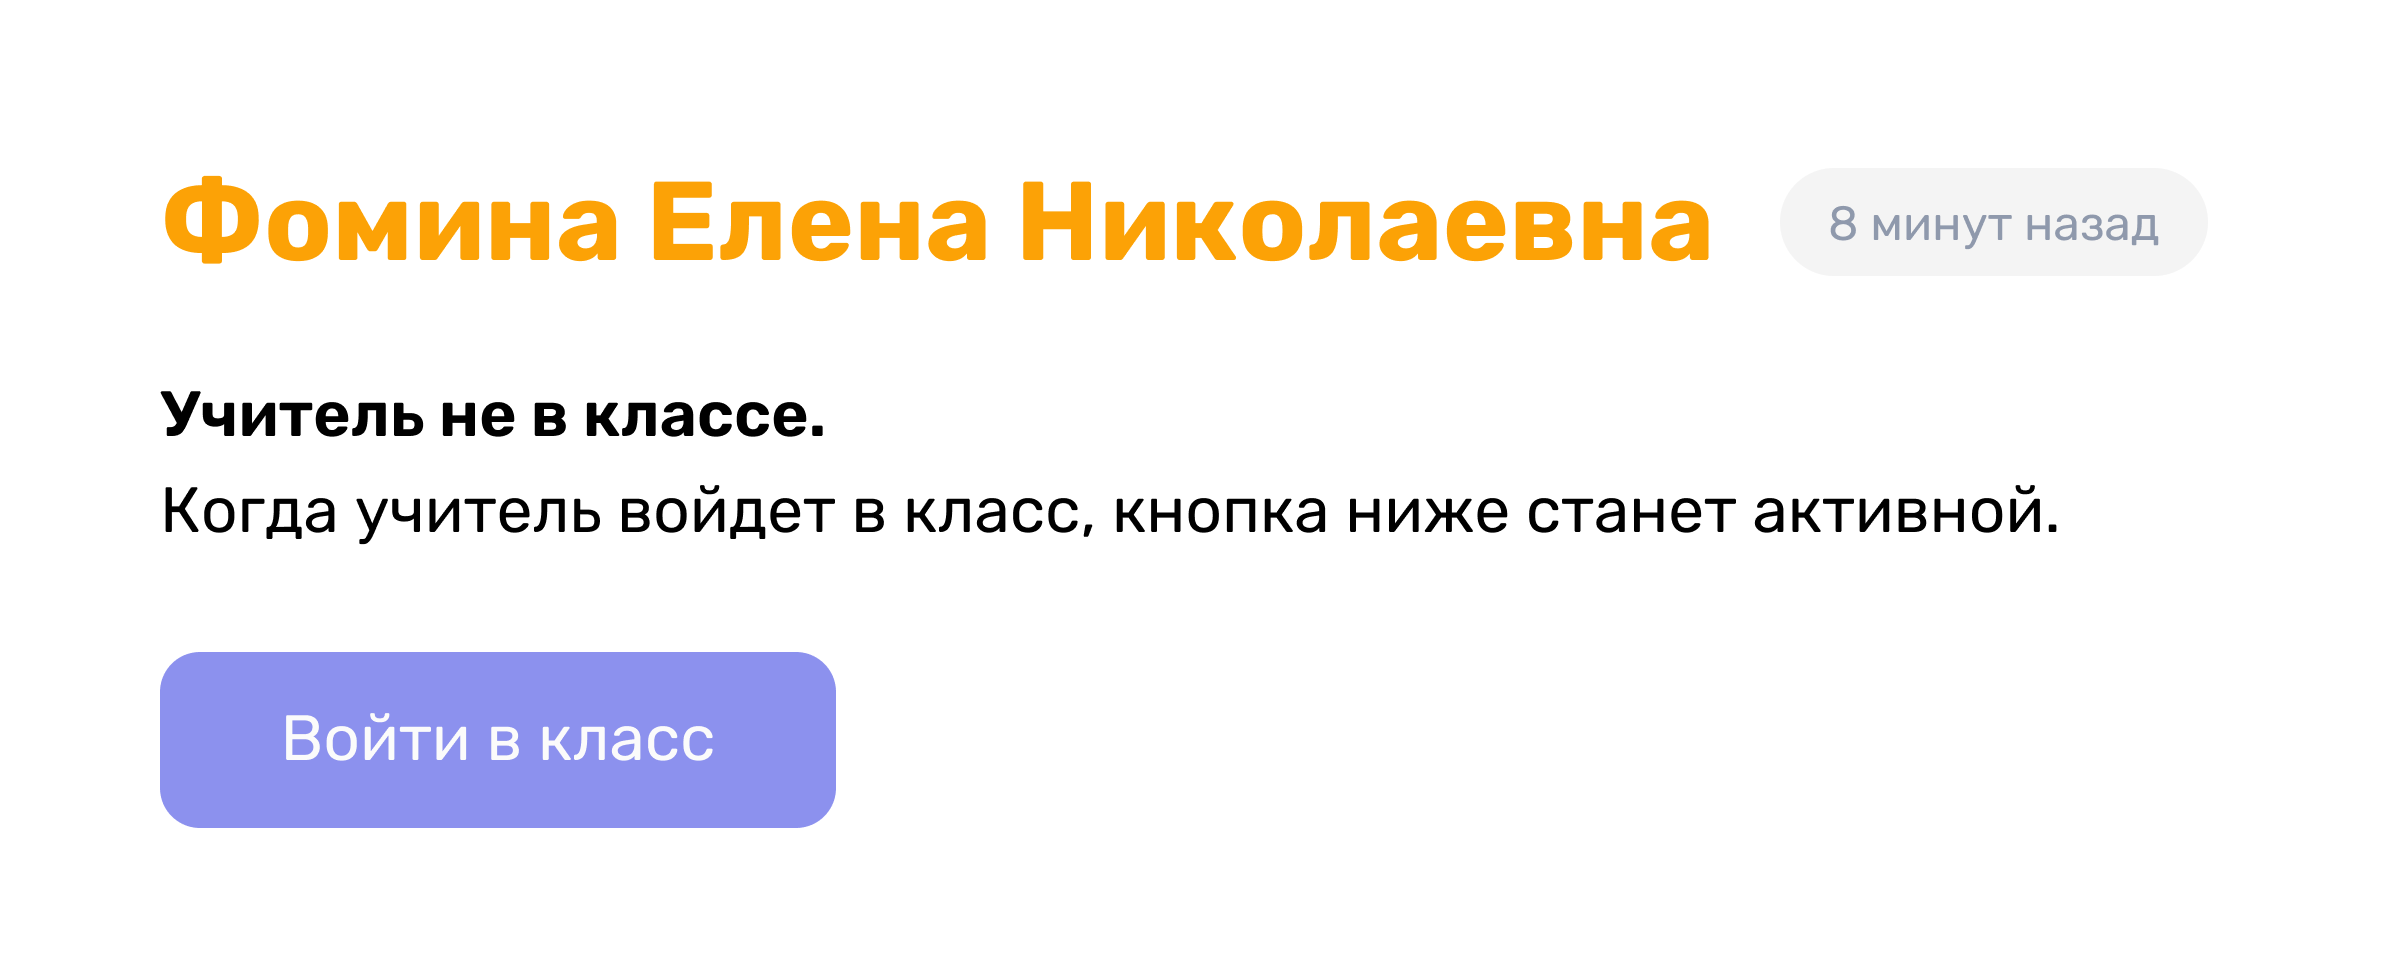 Фомина Елена Николаевна 8 минут назад
Учитель не в классе.
Когда учитель войдет в класс, кнопка ниже станет активной.
Войти в класс